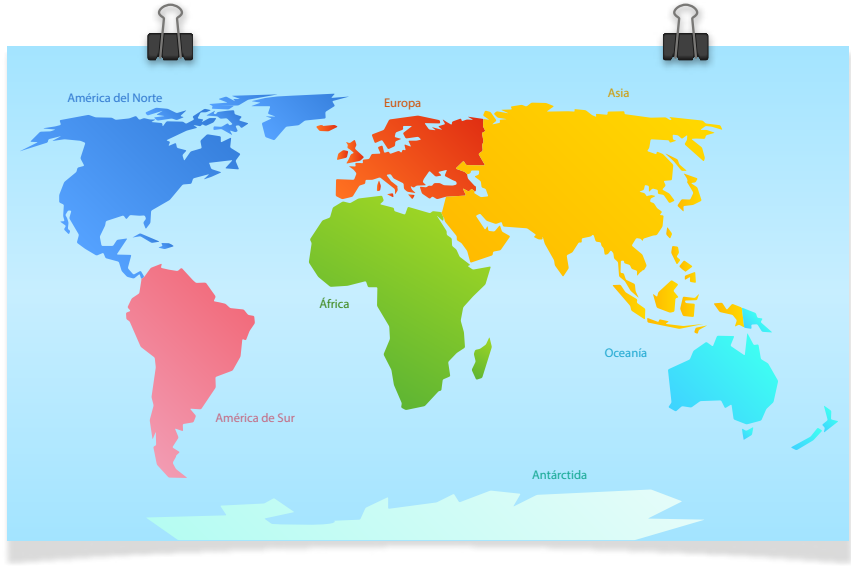 América del Norte
Europa
Asia
África
Oceanía
América de Sur
Antárctida